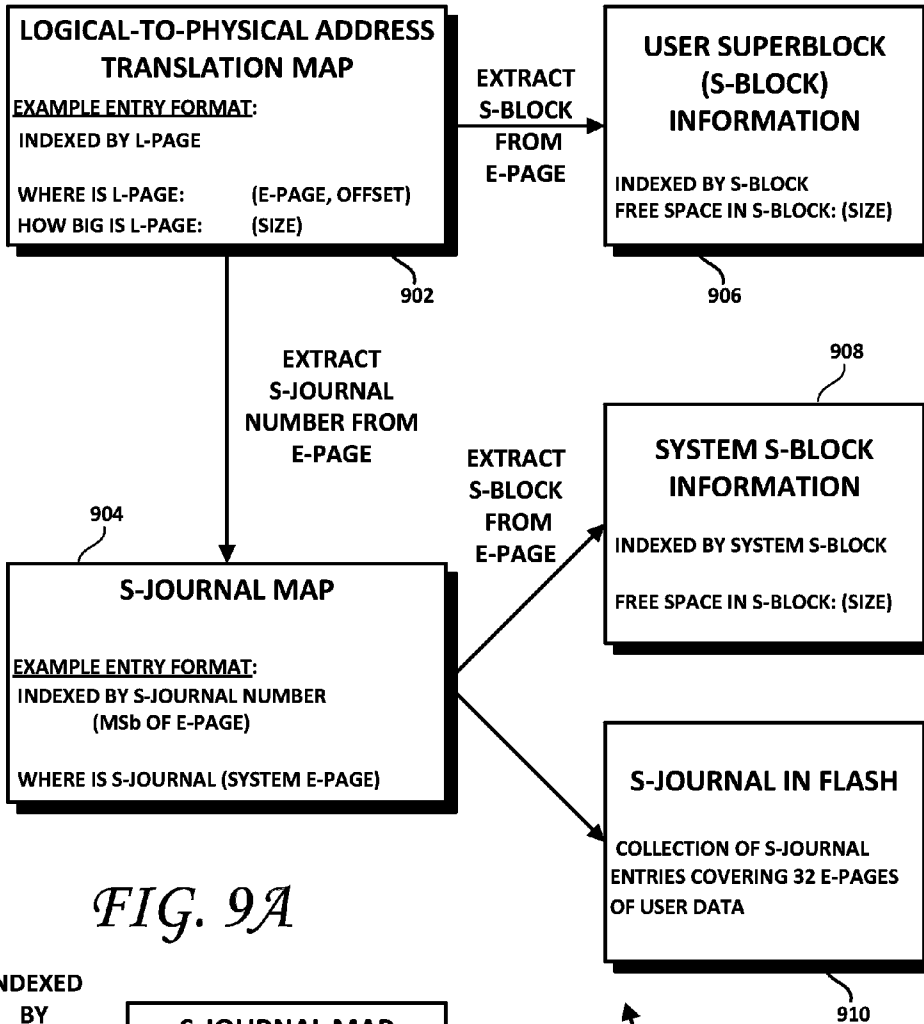 LOGICAL-TO-PHYSICAL ADDRESS
TRANSLATION MAP
EXAMPLE ENTRY FORMAT:
INDEXED BY L-PAGE
WHERE IS L-PAGE: (E-PAGE, OFFSET)
HOW BIG IS L-PAGE: (SIZE)
902
EXTRACT
S-BLOCK
FROM
E-PAGE
USER SUPERBLOCK
(S-BLOCK)
INFORMATION
INDEXED BY S-BLOCK
FREE SPACE IN S-BLOCK: (SIZE)
906
EXTRACT
S-JOURNAL
NUMBER FROM
E-PAGE
904
S-JOURNAL MAP
EXAMPLE ENTRY FORMAT:
INDEXED BY S-JOURNAL NUMBER
(MSb OF E-PAGE)
WHERE IS S-JOURNAL (SYSTEM E-PAGE)
EXTRACT
S-BLOCK
FROM
E-PAGE
908
SYSTEM S-BLOCK
INFORMATION
INDEXED BY SYSTEM S-BLOCK
FREE SPACE IN S-BLOCK: (SIZE)
S-JOURNAL IN FLASH
COLLECTION OF S-JOURNAL
ENTRIES COVERING 32 E-PAGES
OF USER DATA
910
FIG. 9A
NDEXED
BY
S-JOURNAL MAP